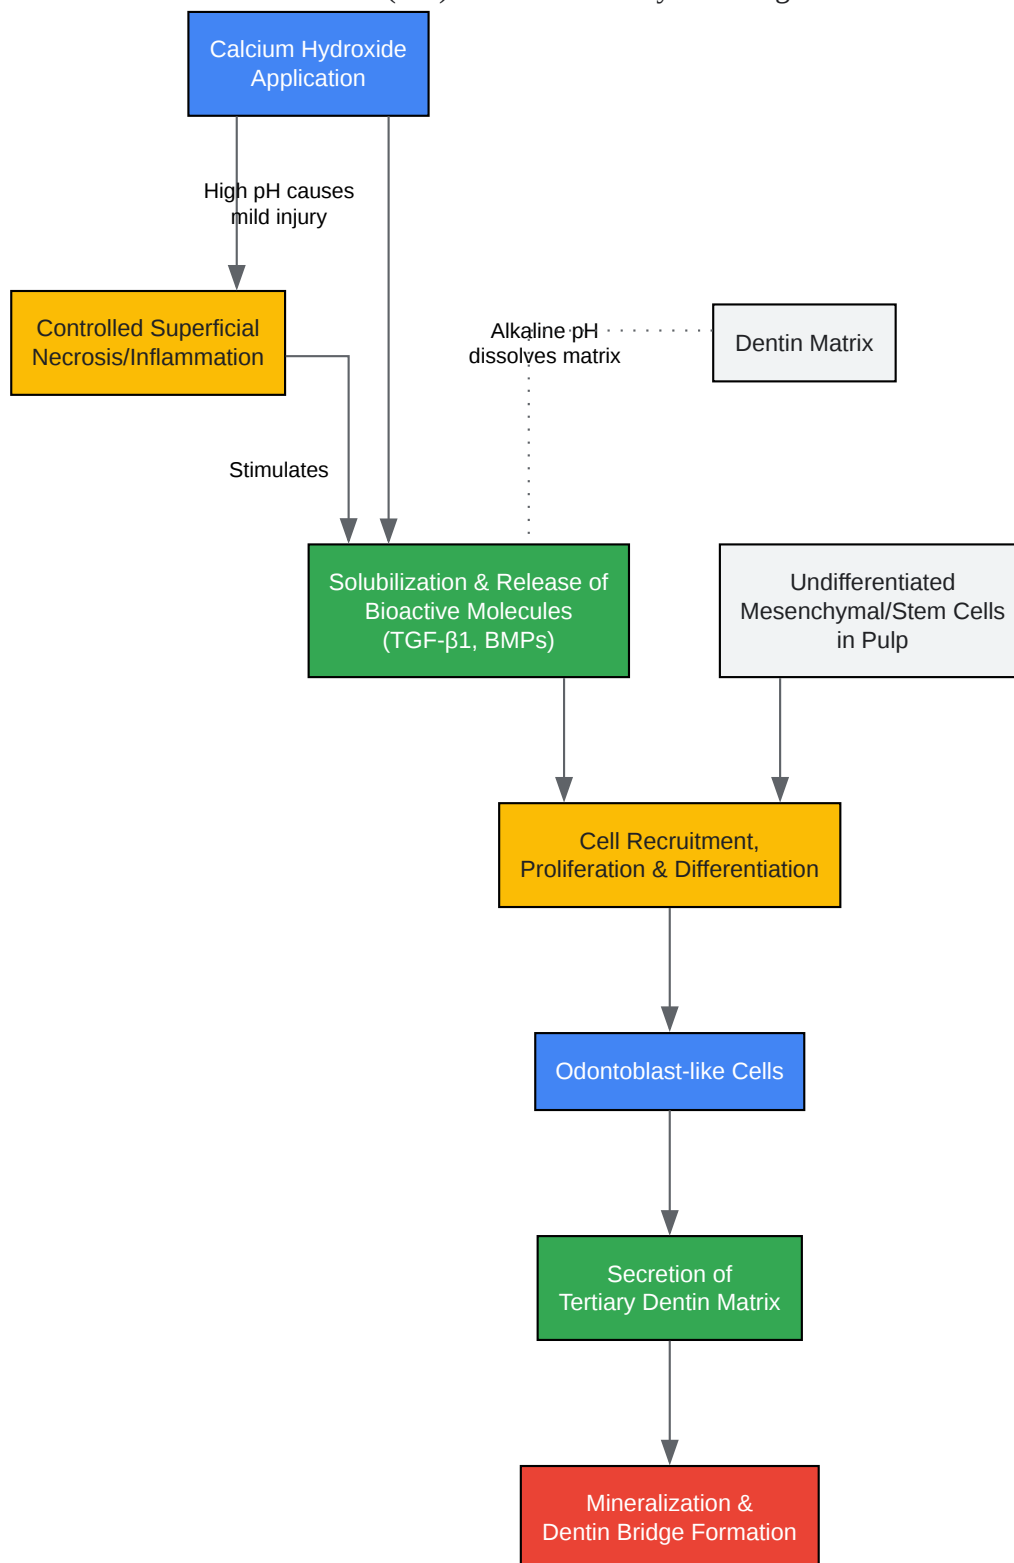 Calcium Hydroxide
Application
High pH causes
mild injury
Controlled Superficial
Necrosis/Inflammation
Alkaline pH
dissolves matrix
Dentin Matrix
Stimulates
Solubilization & Release of
Bioactive Molecules
(TGF-β1, BMPs)
Undifferentiated
Mesenchymal/Stem Cells
in Pulp
Cell Recruitment,
Proliferation & Differentiation
Odontoblast-like Cells
Secretion of
Tertiary Dentin Matrix
Mineralization &
Dentin Bridge Formation